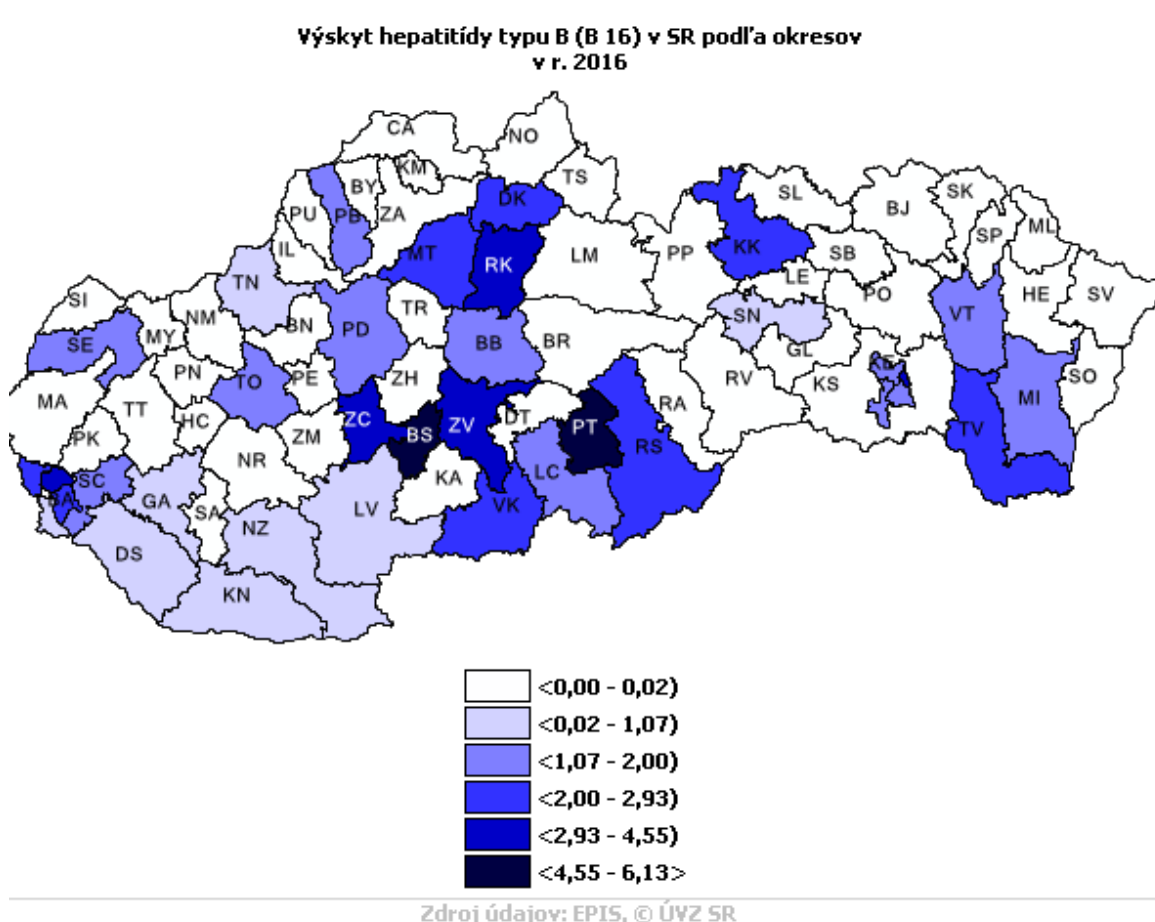 Výskyt hepatitídy typu B (B 16) v SR podľa okresov
v r. 2016
CA
NO
KM
TS
BY
SL
SK
DK
BJ
PU
PB
ZA
ML
SP
IL
MT
KK
SB
RK
LM
PP
TN
LE
PO
HE
SV
SI
TR
SN
NM
BN
PD
VT
MY
SE
BB
BR
GL
KE
PN
TO
PE
ZH
RV
KS
SO
MA
TT
RA
MI
HC
ZC
BS
ZV
DT
PT
TV
PK
ZM
RS
NR
KA
LC
SC
BA
GA
SA
LV
VK
NZ
DS
KN
<0,00 - 0,02)
<0,02 - 1,07)
<1,07 - 2,00)
<2,00 - 2,93)
<2,93 - 4,55)
<4,55 - 6,13>
Zdroj údajov: EPIS, © ÚVZ SR